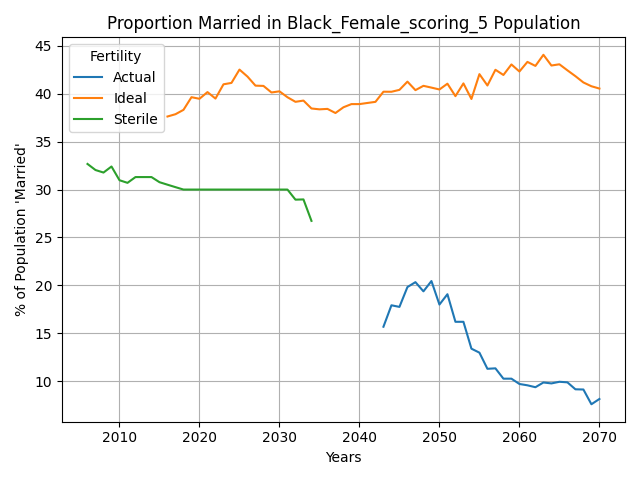 Proportion Married in Black_Female_scoring_5 Population
% of Population 'Married'
45
40
35
30
25
20
15
10
Fertility
Actual
Ideal
Sterile
2010 2020 2030 2040 2050 2060 2070
Years